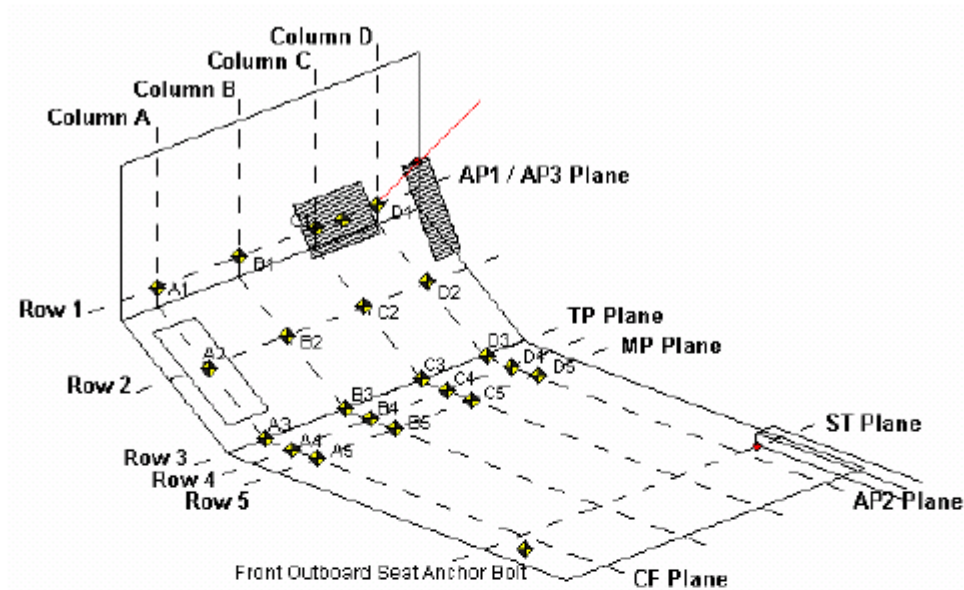 Column D
Column C
Column B
Column A
AP1 / AP3 Plane
D1
C1
B1
A1
Row 1
D2
C2
B2
A2
Row 2
TP Plane
MP Plane
D3
D4
D5
C3
C4
C5
B3
B4
B5
A3
A4
A5
Row 3
Row 4
Row 5
ST Plane
AP2 Plane
Front Outboard Seat Anchor Bolt
CF Plane